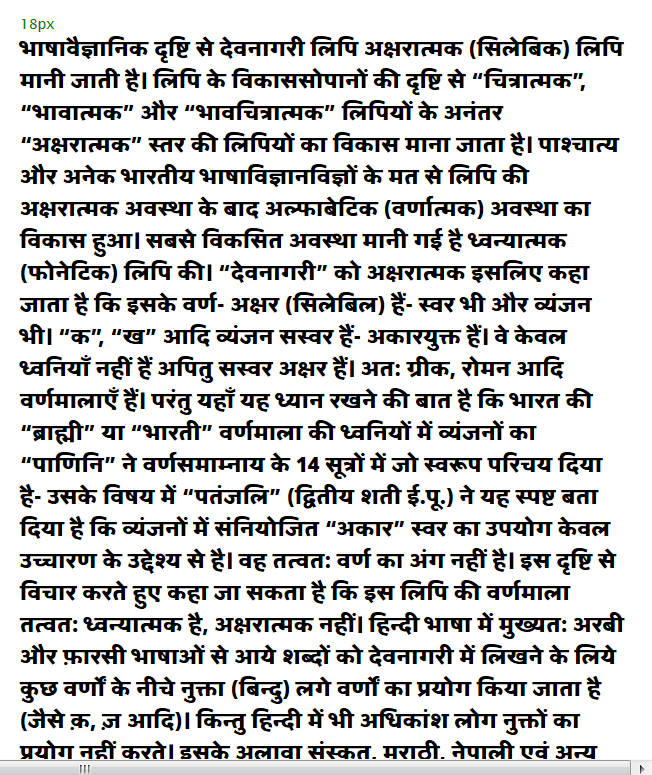 18px
भाषावैज्ञानिक दृष्टि से देवनागरी लिपि अक्षरात्मक (सिलेबिक) लिपि
मानी जाती है। लिपि के विकाससोपानों की दृष्टि से “चित्रात्मक”,
“भावात्मक” और “भावचित्रात्मक” लिपियों के अनंतर
“अक्षरात्मक” स्तर की लिपियों का विकास माना जाता है। पाश्चात्य
और अनेक भारतीय भाषाविज्ञानविज्ञों के मत से लिपि की
अक्षरात्मक अवस्था के बाद अल्फाबेटिक (वर्णात्मक) अवस्था का
विकास हुआ। सबसे विकसित अवस्था मानी गई है ध्वन्यात्मक
(फोनेटिक) लिपि की। “देवनागरी” को अक्षरात्मक इसलिए कहा
जाता है कि इसके वर्ण- अक्षर (सिलेबिल) हैं- स्वर भी और व्यंजन
भी। “क”, “ख” आदि व्यंजन सस्वर हैं- अकारयुक्त हैं। वे केवल
ध्वनियाँ नहीं हैं अपितु सस्वर अक्षर हैं। अतः ग्रीक, रोमन आदि
वर्णमालाएँ हैं। परंतु यहाँ यह ध्यान रखने की बात है कि भारत की
“ब्राह्मी” या “भारती” वर्णमाला की ध्वनियों में व्यंजनों का
“पाणिनि” ने वर्णसमाम्नाय के 14 सूत्रों में जो स्वरूप परिचय दिया
है- उसके विषय में “पतंजलि” (द्वितीय शती ई.पू.) ने यह स्पष्ट बता
दिया है कि व्यंजनों में संनियोजित “अकार” स्वर का उपयोग केवल
उच्चारण के उद्देश्य से है। वह तत्वतः वर्ण का अंग नहीं है। इस दृष्टि से
विचार करते हुए कहा जा सकता है कि इस लिपि की वर्णमाला
तत्वतः ध्वन्यात्मक है, अक्षरात्मक नहीं। हिन्दी भाषा में मुख्यतः अरबी
और फ़ारसी भाषाओं से आये शब्दों को देवनागरी में लिखने के लिये
कुछ वर्णों के नीचे नुक्ता (बिन्दु) लगे वर्णों का प्रयोग किया जाता है
(जैसे क़, ज़ आदि)। किन्तु हिन्दी में भी अधिकांश लोग नुक्तों का
प्रयोग नहीं करते। इसके अलावा संस्कृत, मराठी, नेपाली एवं अन्य